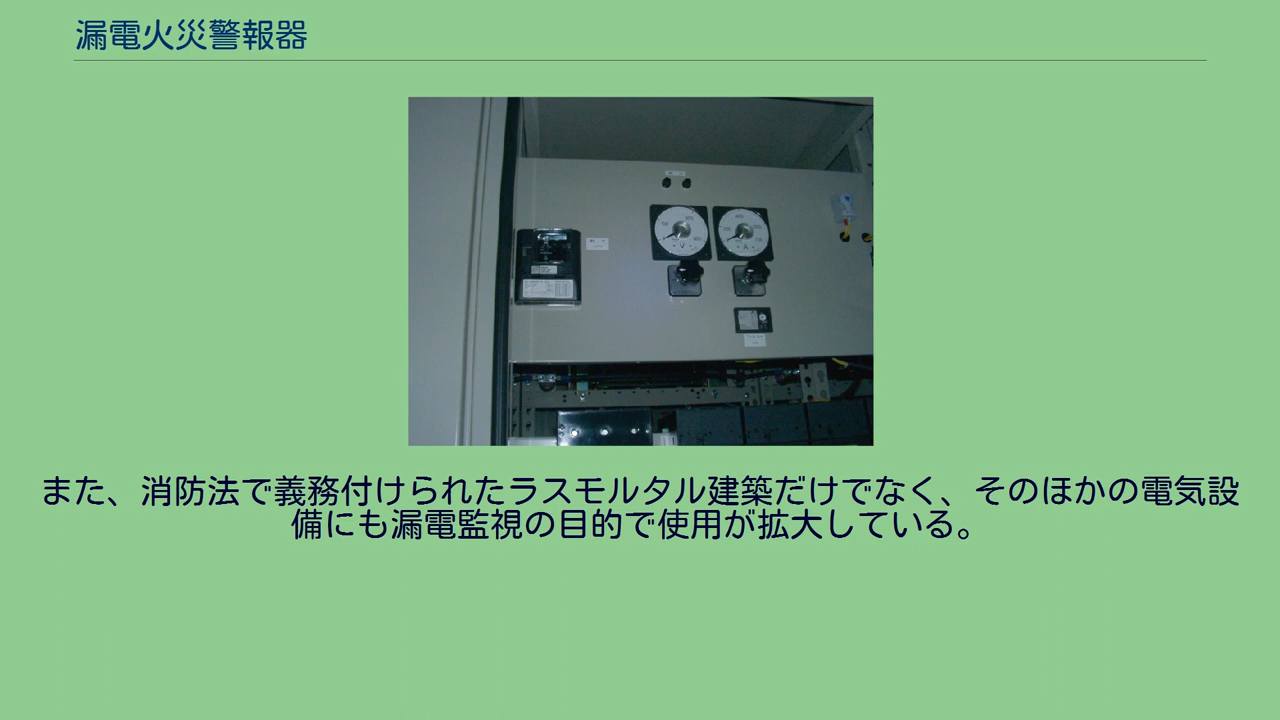 漏電火災警報器
V
A
また、消防法で義務付けられたラスモルタル建築だけでなく、そのほかの電気設
備にも漏電監視の目的で使用が拡大している。